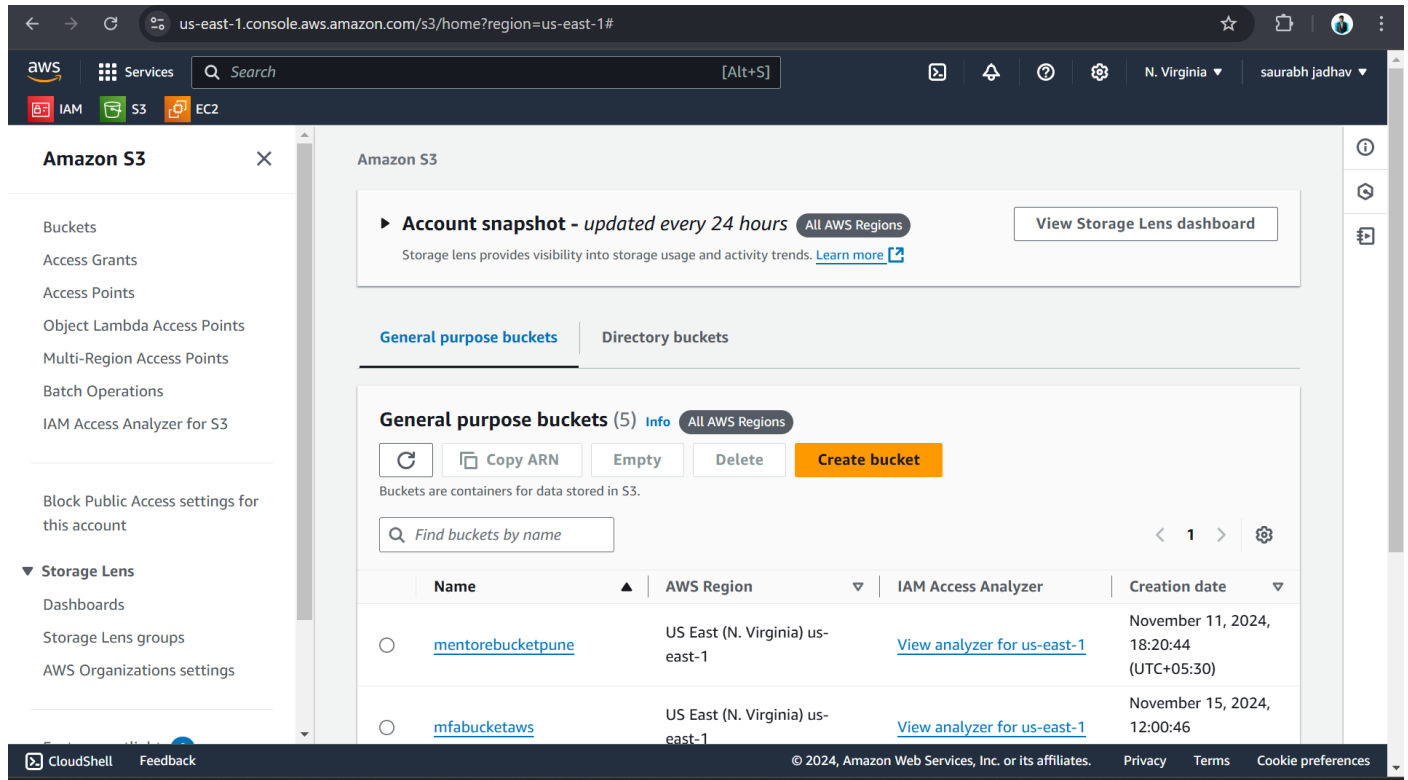 us-east-1.console.aws.amazon.com/s3/home?region=us-east-1#
aws
Services
Search
[Alt+S]
N. Virginia
saurabh jadhav
IAM
S3
EC2
Amazon S3
Buckets
Access Grants
Access Points
Object Lambda Access Points
Multi-Region Access Points
Batch Operations
IAM Access Analyzer for S3
Block Public Access settings for
this account
Storage Lens
Dashboards
Storage Lens groups
AWS Organizations settings
Amazon S3
Account snapshot - updated every 24 hours
All AWS Regions
Storage lens provides visibility into storage usage and activity trends. Learn more
View Storage Lens dashboard
General purpose buckets
Directory buckets
General purpose buckets (5) Info
All AWS Regions
Copy ARN
Empty
Delete
Create bucket
Buckets are containers for data stored in S3.
Find buckets by name
1
Name
AWS Region
IAM Access Analyzer
Creation date
mentorebucketpune
US East (N. Virginia) us-
east-1
View analyzer for us-east-1
November 11, 2024,
18:20:44
(UTC+05:30)
mfabucketaws
US East (N. Virginia) us-
east-1
View analyzer for us-east-1
November 15, 2024,
12:00:46
CloudShell
Feedback
© 2024, Amazon Web Services, Inc. or its affiliates.
Privacy
Terms
Cookie preferences